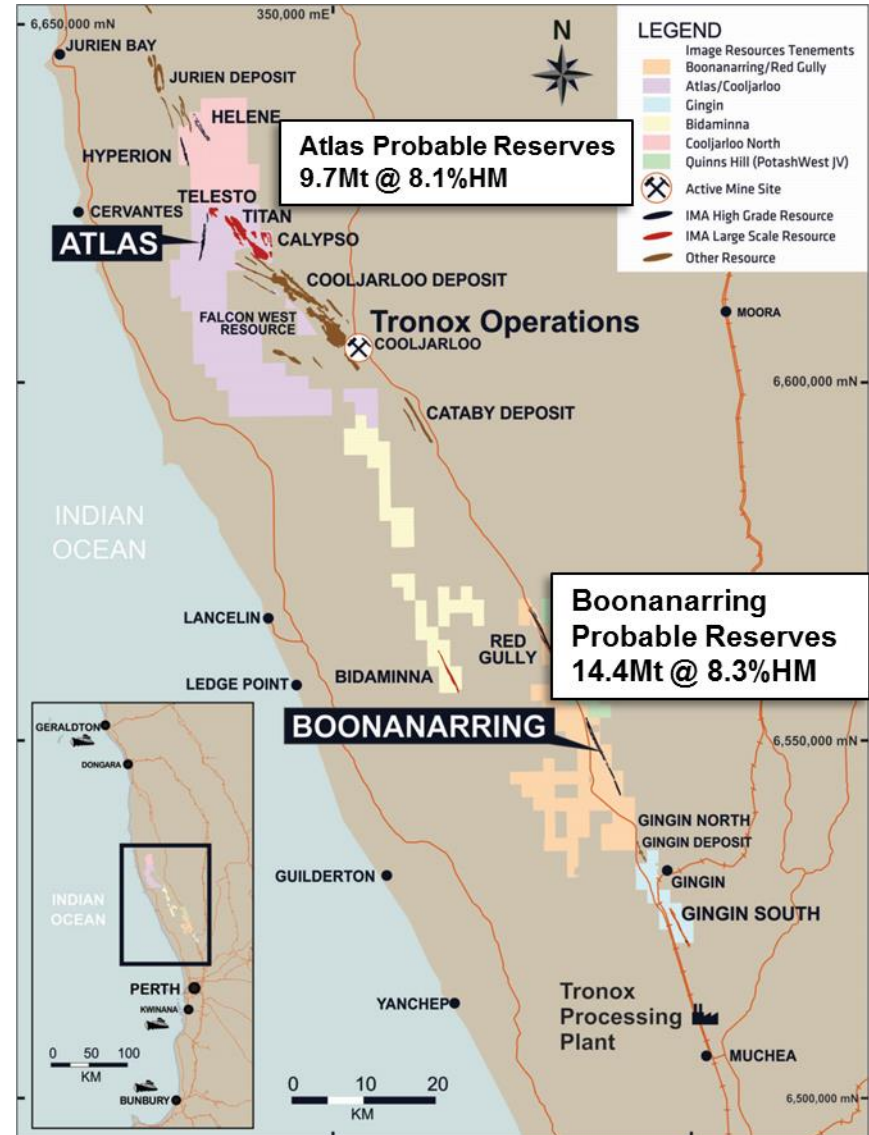 6,650,000 mN
350,000 mE
JURIEN BAY
JURIEN DEPOSIT
HELENE
HYPERION
N
LEGEND
Image Resources Tenements
Boonanarring/Red Gully
Atlas/Cooljarloo
Gingin
Bidaminna
Cooljarloo North
Quinns Hill (PotashWest JV)
Active Mine Site
IMA High Grade Resource
IMA Large Scale Resource
Other Resource
Atlas Probable Reserves
9.7Mt @ 8.1%HM
TELESTO
TITAN
CERVANTES
ATLAS
CALYPSO
COOLJARLOO DEPOSIT
FALCON WEST
RESOURCE
Tronox Operations
COOLJARLOO
MOORA
6,600,000 mN
CATABY DEPOSIT
INDIAN
OCEAN
LANCELIN
RED
GULLY
Boonanarring
Probable Reserves
14.4Mt @ 8.3%HM
BIDAMINNA
LEDGE POINT
BOONANARRING
6,550,000 mN
GINGIN NORTH
GINGIN DEPOSIT
GINGIN
GUILDERTON
GINGIN SOUTH
YANCHEP
Tronox
Processing
Plant
MUCHEA
6,500,000 mN
0 10 20
KM
GERALDTON
DONGARA
INDIAN
OCEAN
PERTH
KWINANA
0 50 100
KM
BUNBURY